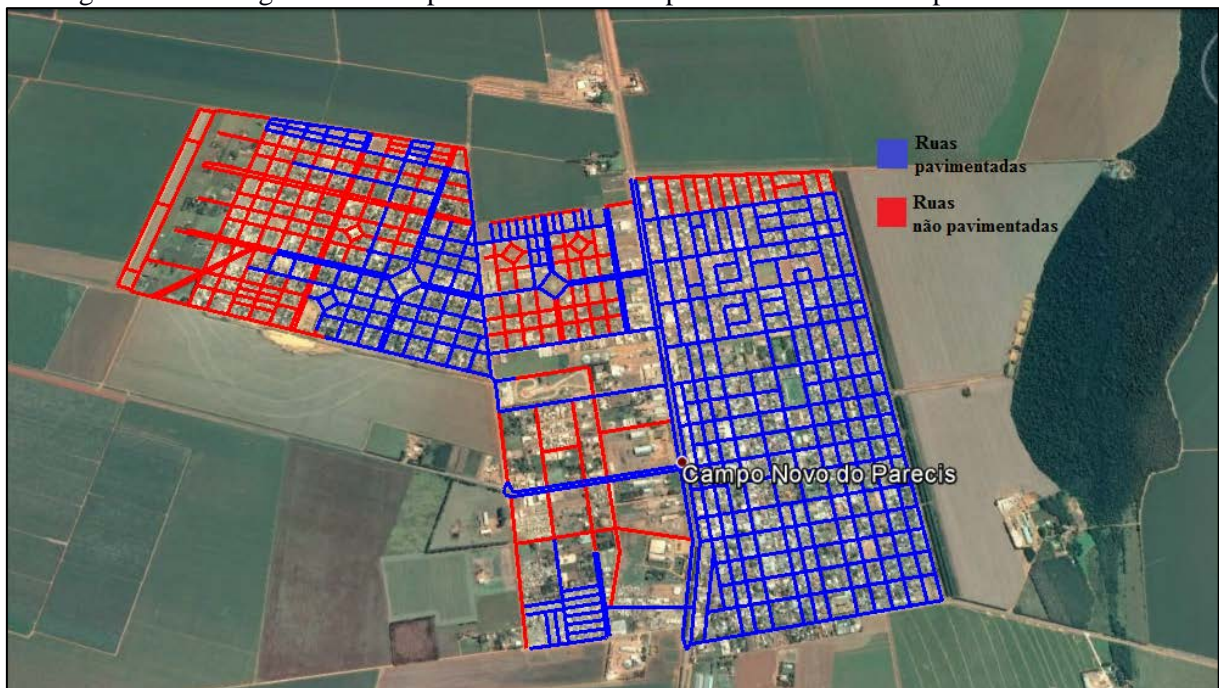 Ruas
pavimentadas
Ruas
não pavimentadas
Campo Novo do Parecis